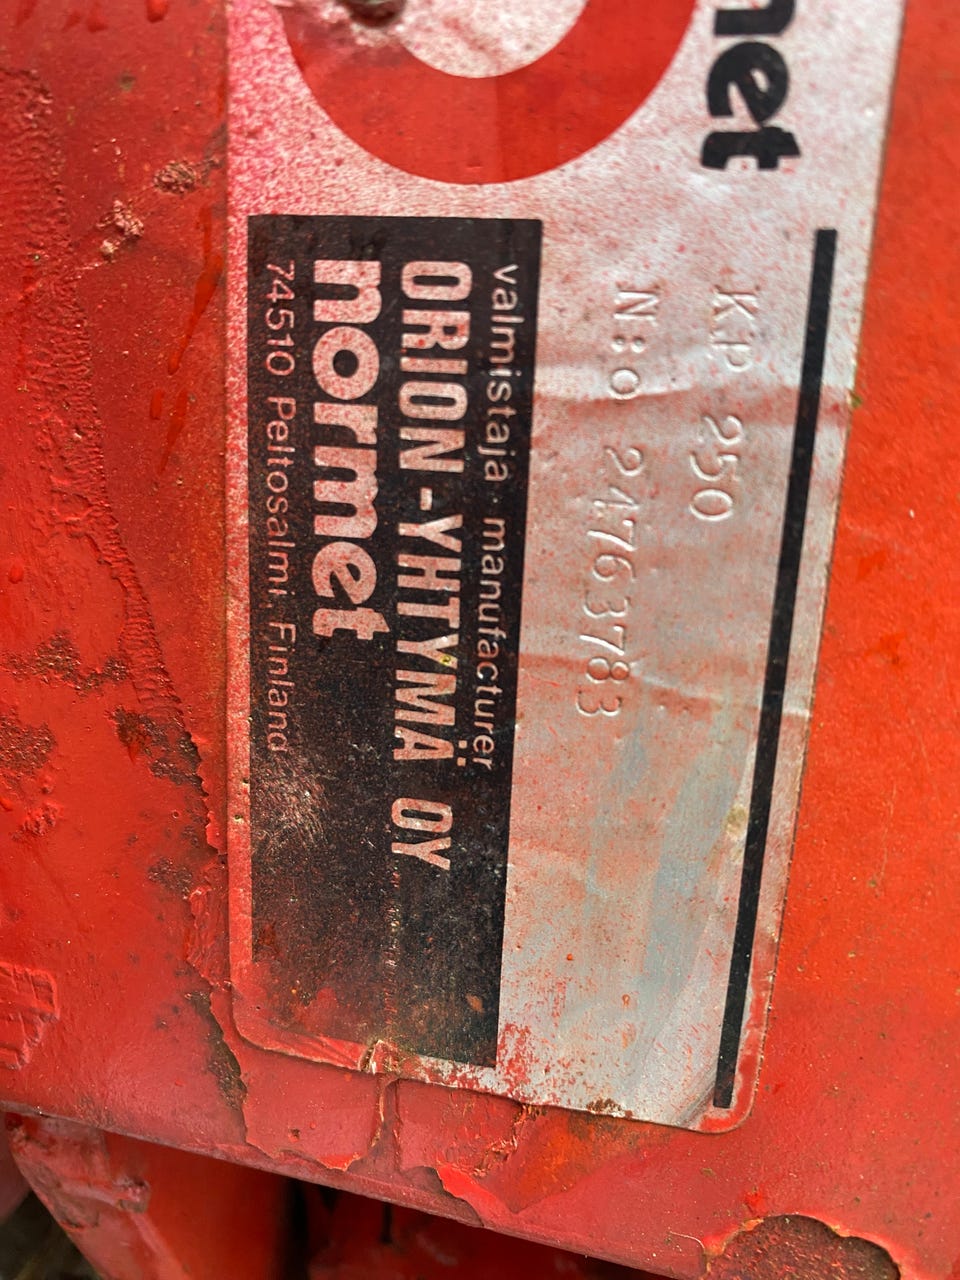 net
KP 250
N:o 24763783
valmistaja · manufacturer
ORION-YHTYMÄ OY
normet
74510 Peltosalmi, Finland